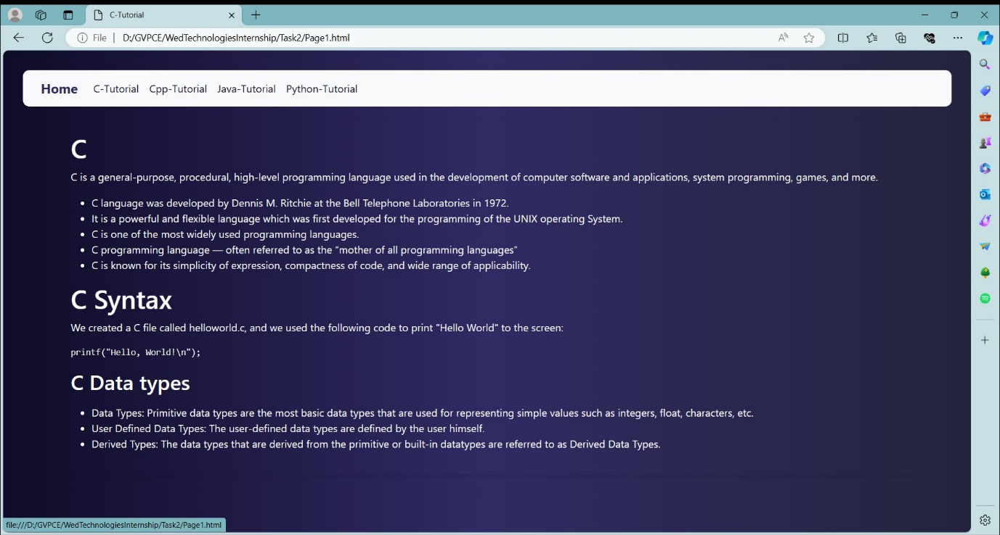 C-Tutorial
File | D:/GVPCE/WedTechnologiesInternship/Task2/Page1.html
Home C-Tutorial Cpp-Tutorial Java-Tutorial Python-Tutorial
C
C is a general-purpose, procedural, high-level programming language used in the development of computer software and applications, system programming, games, and more.
• C language was developed by Dennis M. Ritchie at the Bell Telephone Laboratories in 1972.
• It is a powerful and flexible language which was first developed for the programming of the UNIX operating System.
• C is one of the most widely used programming languages.
• C programming language — often referred to as the “mother of all programming languages”
• C is known for its simplicity of expression, compactness of code, and wide range of applicability.
C Syntax
We created a C file called helloworld.c, and we used the following code to print "Hello World" to the screen:
printf("Hello, World!\n");
C Data types
• Data Types: Primitive data types are the most basic data types that are used for representing simple values such as integers, float, characters, etc.
• User Defined Data Types: The user-defined data types are defined by the user himself.
• Derived Types: The data types that are derived from the primitive or built-in datatypes are referred to as Derived Data Types.
file:///D:/GVPCE/WedTechnologiesInternship/Task2/Page1.html